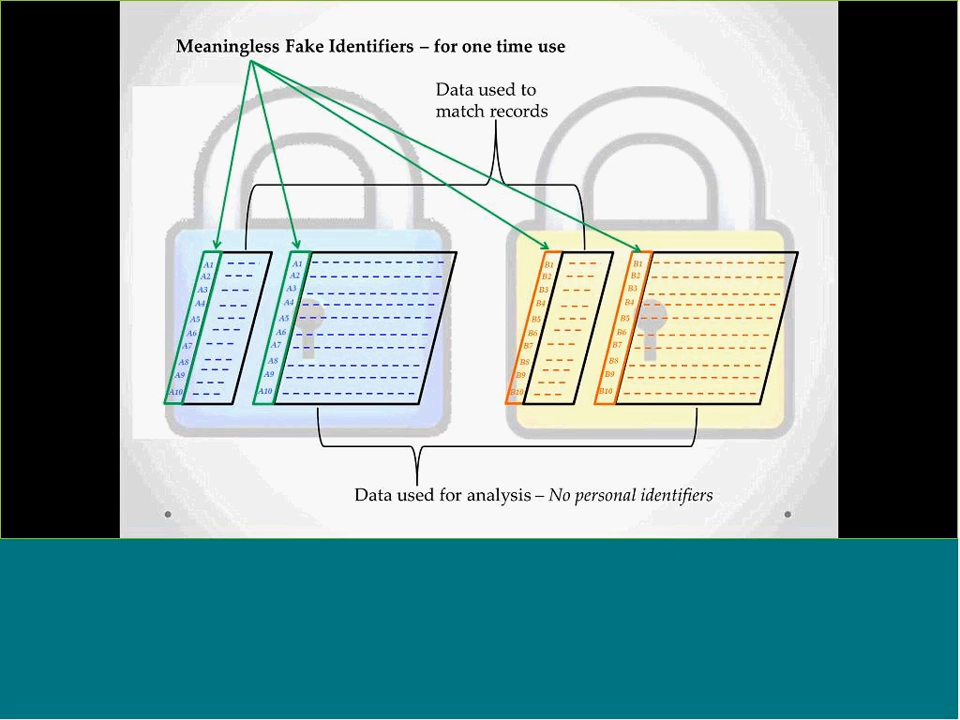 Meaningless Fake Identifiers – for one time use
Data used to
match records
A1
A2
A3
A4
A5
A6
A7
A8
A9
A10
A1
A2
A3
A4
A5
A6
A7
A8
A9
A10
B1
B2
B3
B4
B5
B6
B7
B8
B9
B10
B1
B2
B3
B4
B5
B6
B7
B8
B9
B10
Data used for analysis – No personal identifiers